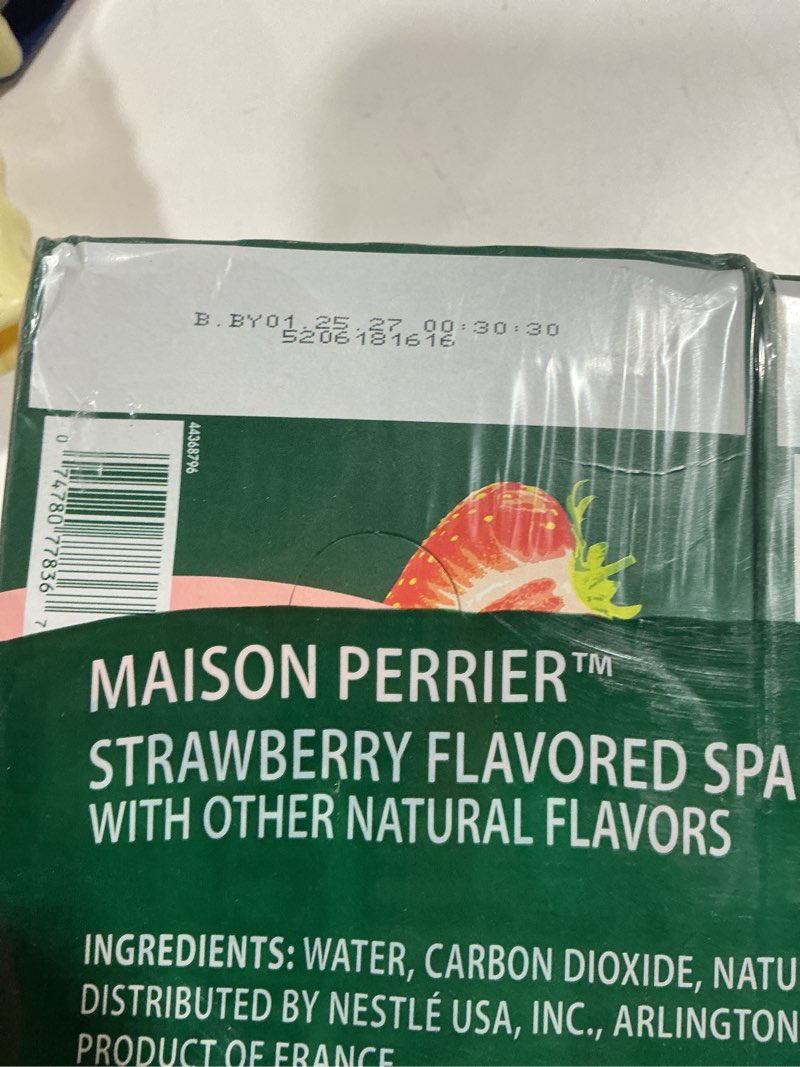 B.BY01.25.27 00:30:30
5206181616
44368796
0 74780 77836 7
MAISON PERRIER™
STRAWBERRY FLAVORED SPA
WITH OTHER NATURAL FLAVORS
INGREDIENTS: WATER, CARBON DIOXIDE, NATU
DISTRIBUTED BY NESTLÉ USA, INC., ARLINGTON
PRODUCT OF FRANCE